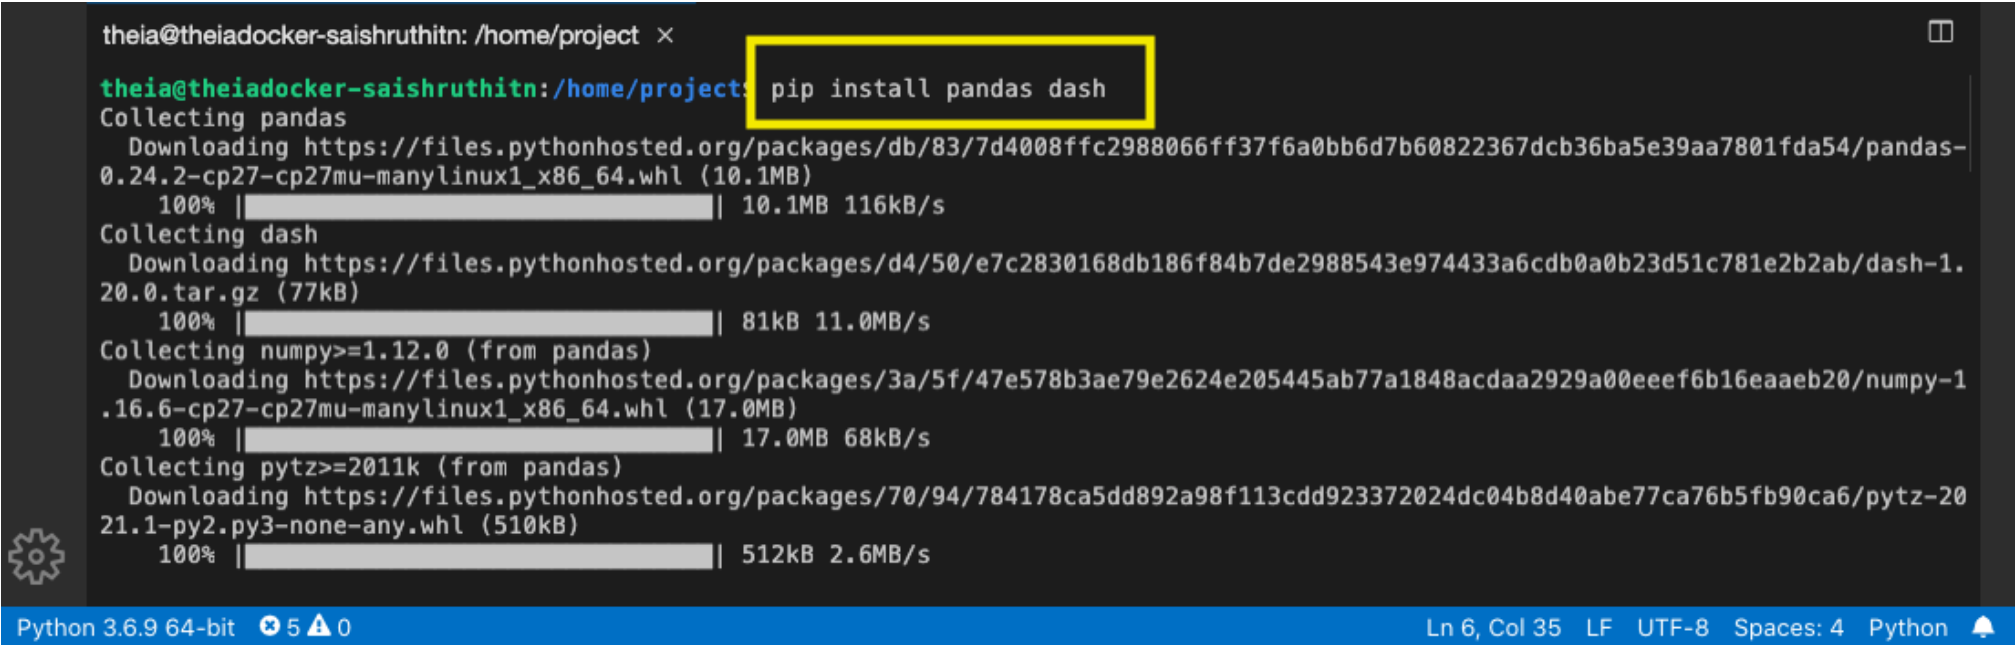 theia@theiadocker-saishruthitn: /home/project ×
theia@theiadocker-saishruthitn:/home/project$ pip install pandas dash
Collecting pandas
  Downloading https://files.pythonhosted.org/packages/db/83/7d4008ffc2988066ff37f6a0bb6d7b60822367dcb36ba5e39aa7801fda54/pandas-
0.24.2-cp27-cp27mu-manylinux1_x86_64.whl (10.1MB)
    100% |████████████████████████████████| 10.1MB 116kB/s
Collecting dash
  Downloading https://files.pythonhosted.org/packages/d4/50/e7c2830168db186f84b7de2988543e974433a6cdb0a0b23d51c781e2b2ab/dash-1.
20.0.tar.gz (77kB)
    100% |████████████████████████████████| 81kB 11.0MB/s
Collecting numpy>=1.12.0 (from pandas)
  Downloading https://files.pythonhosted.org/packages/3a/5f/47e578b3ae79e2624e205445ab77a1848acdaa2929a00eeef6b16eaaeb20/numpy-1
.16.6-cp27-cp27mu-manylinux1_x86_64.whl (17.0MB)
    100% |████████████████████████████████| 17.0MB 68kB/s
Collecting pytz>=2011k (from pandas)
  Downloading https://files.pythonhosted.org/packages/70/94/784178ca5dd892a98f113cdd923372024dc04b8d40abe77ca76b5fb90ca6/pytz-20
21.1-py2.py3-none-any.whl (510kB)
    100% |████████████████████████████████| 512kB 2.6MB/s
Python 3.6.9 64-bit 5 0 Ln 6, Col 35 LF UTF-8 Spaces: 4 Python